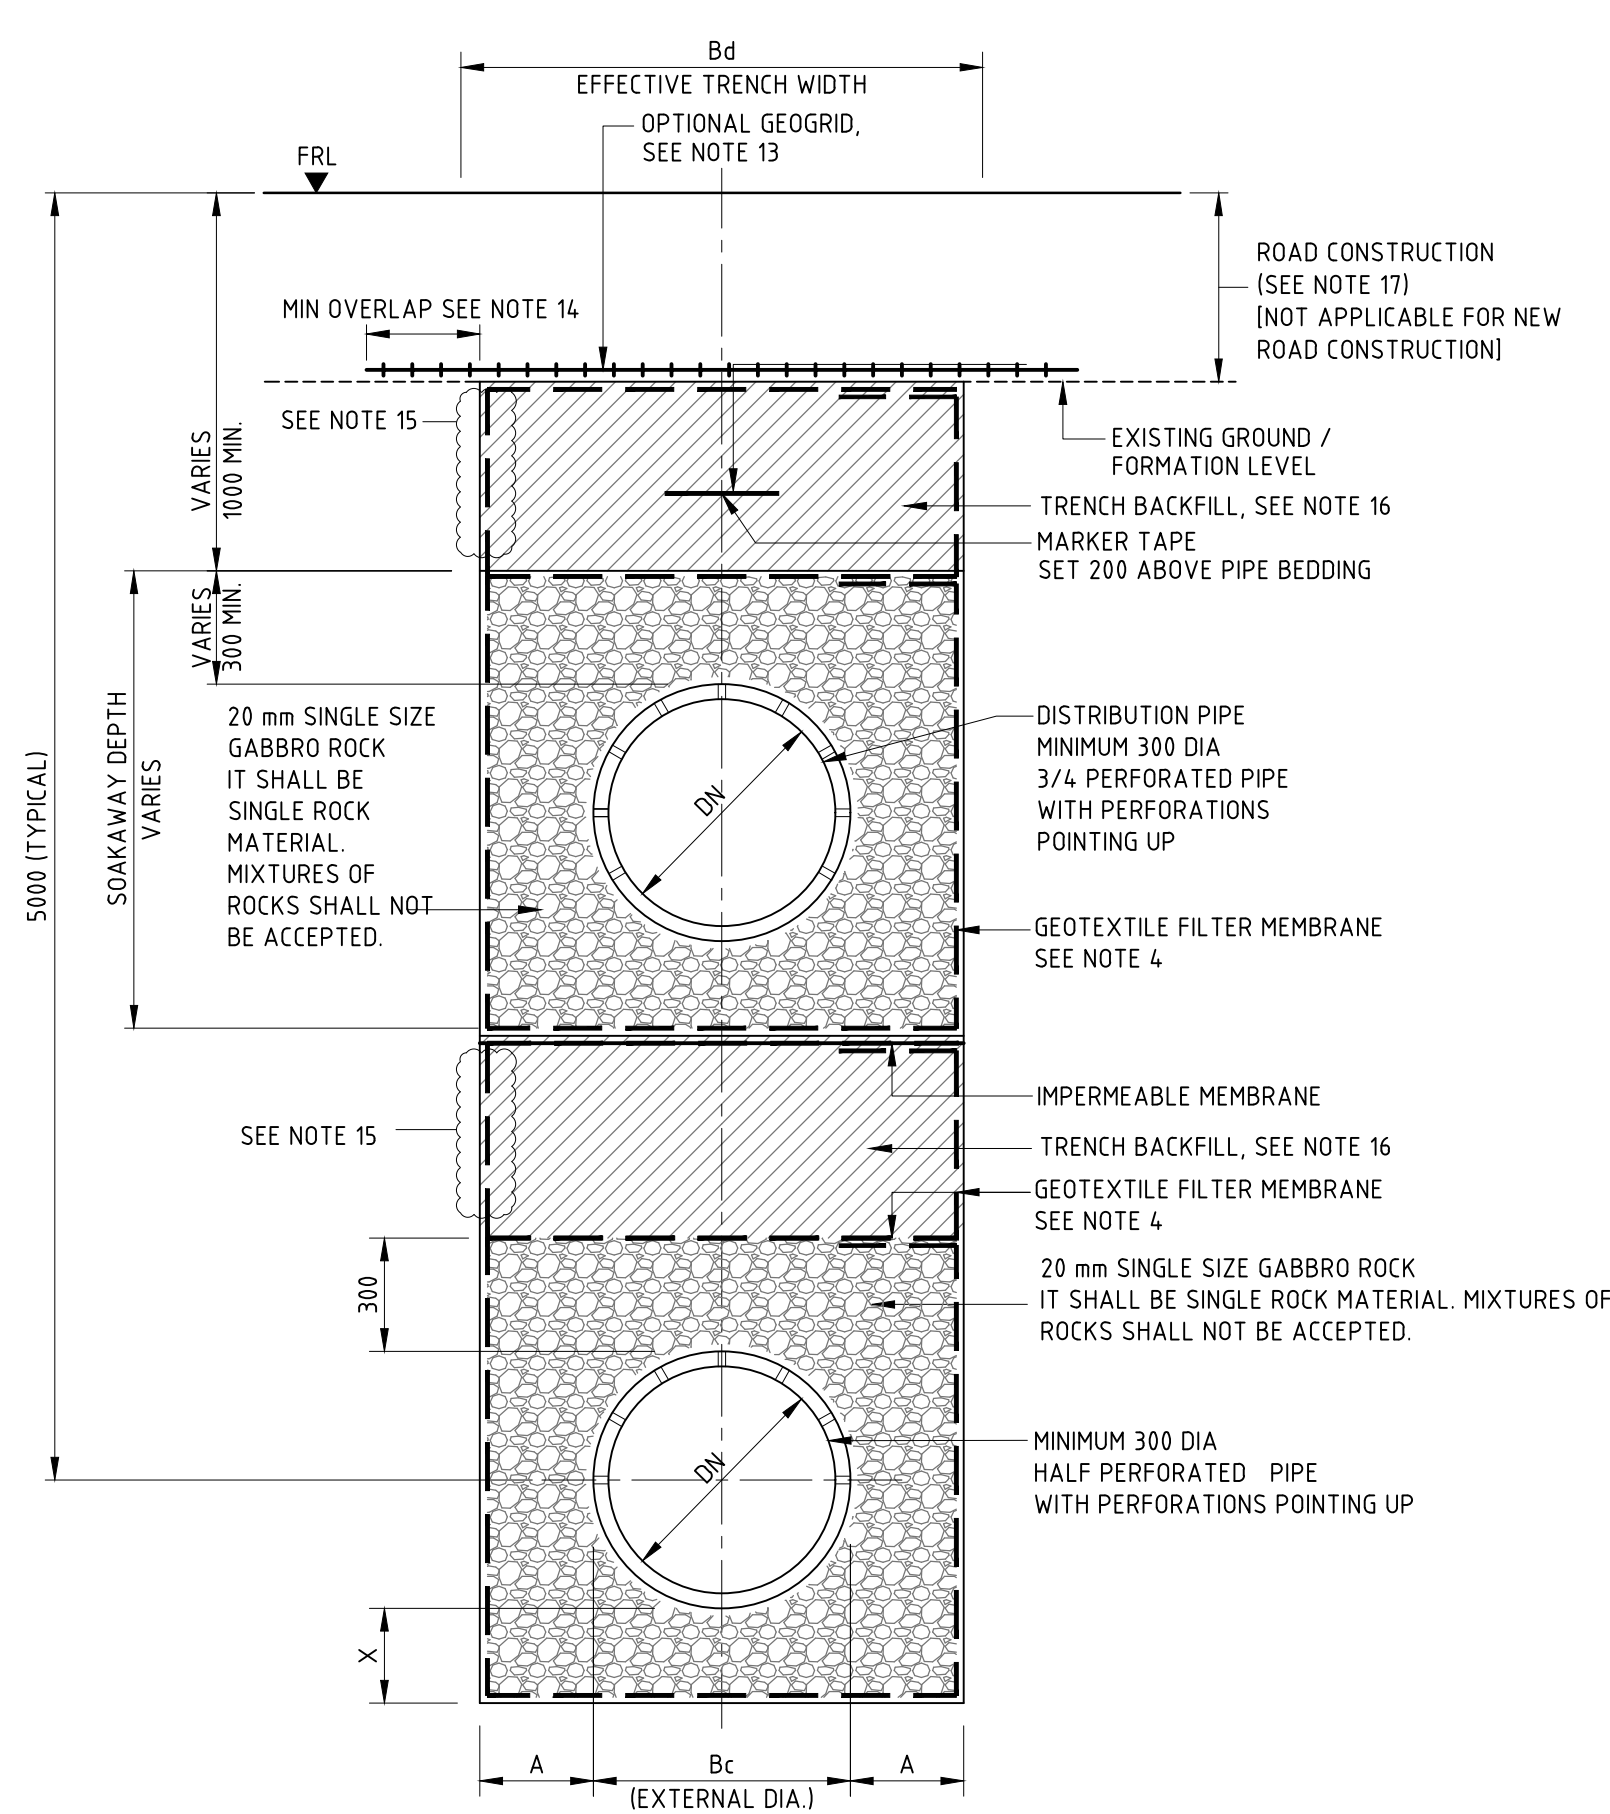 Bd
EFFECTIVE TRENCH WIDTH
OPTIONAL GEOGRID,
SEE NOTE 13
FRL
ROAD CONSTRUCTION
(SEE NOTE 17)
[NOT APPLICABLE FOR NEW
ROAD CONSTRUCTION]
MIN OVERLAP SEE NOTE 14
SEE NOTE 15
VARIES
1000 MIN.
EXISTING GROUND /
FORMATION LEVEL
TRENCH BACKFILL, SEE NOTE 16
MARKER TAPE
SET 200 ABOVE PIPE BEDDING
VARIES
300 MIN.
5000 (TYPICAL)
SOAKAWAY DEPTH
VARIES
20 mm SINGLE SIZE
GABBRO ROCK
IT SHALL BE
SINGLE ROCK
MATERIAL.
MIXTURES OF
ROCKS SHALL NOT
BE ACCEPTED.
DN
DISTRIBUTION PIPE
MINIMUM 300 DIA
3/4 PERFORATED PIPE
WITH PERFORATIONS
POINTING UP
GEOTEXTILE FILTER MEMBRANE
SEE NOTE 4
IMPERMEABLE MEMBRANE
SEE NOTE 15
TRENCH BACKFILL, SEE NOTE 16
GEOTEXTILE FILTER MEMBRANE
SEE NOTE 4
300
20 mm SINGLE SIZE GABBRO ROCK
IT SHALL BE SINGLE ROCK MATERIAL. MIXTURES OF
ROCKS SHALL NOT BE ACCEPTED.
DN
MINIMUM 300 DIA
HALF PERFORATED PIPE
WITH PERFORATIONS POINTING UP
X
A
Bc
A
(EXTERNAL DIA.)